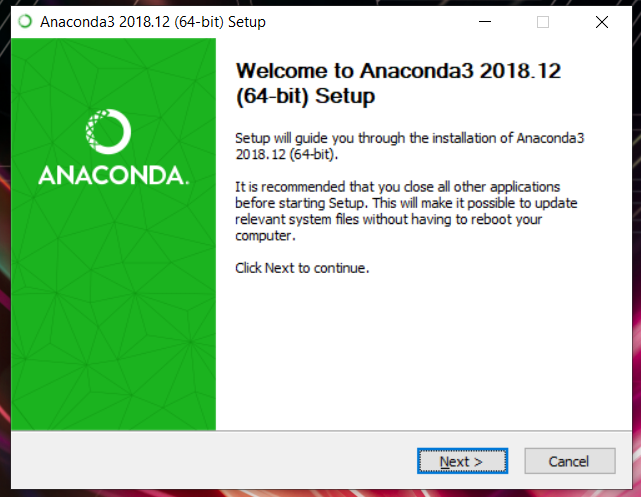 Anaconda3 2018.12 (64-bit) Setup
ANACONDA.
Welcome to Anaconda3 2018.12
(64-bit) Setup
Setup will guide you through the installation of Anaconda3
2018.12 (64-bit).
It is recommended that you close all other applications
before starting Setup. This will make it possible to update
relevant system files without having to reboot your
computer.
Click Next to continue.
Next >
Cancel